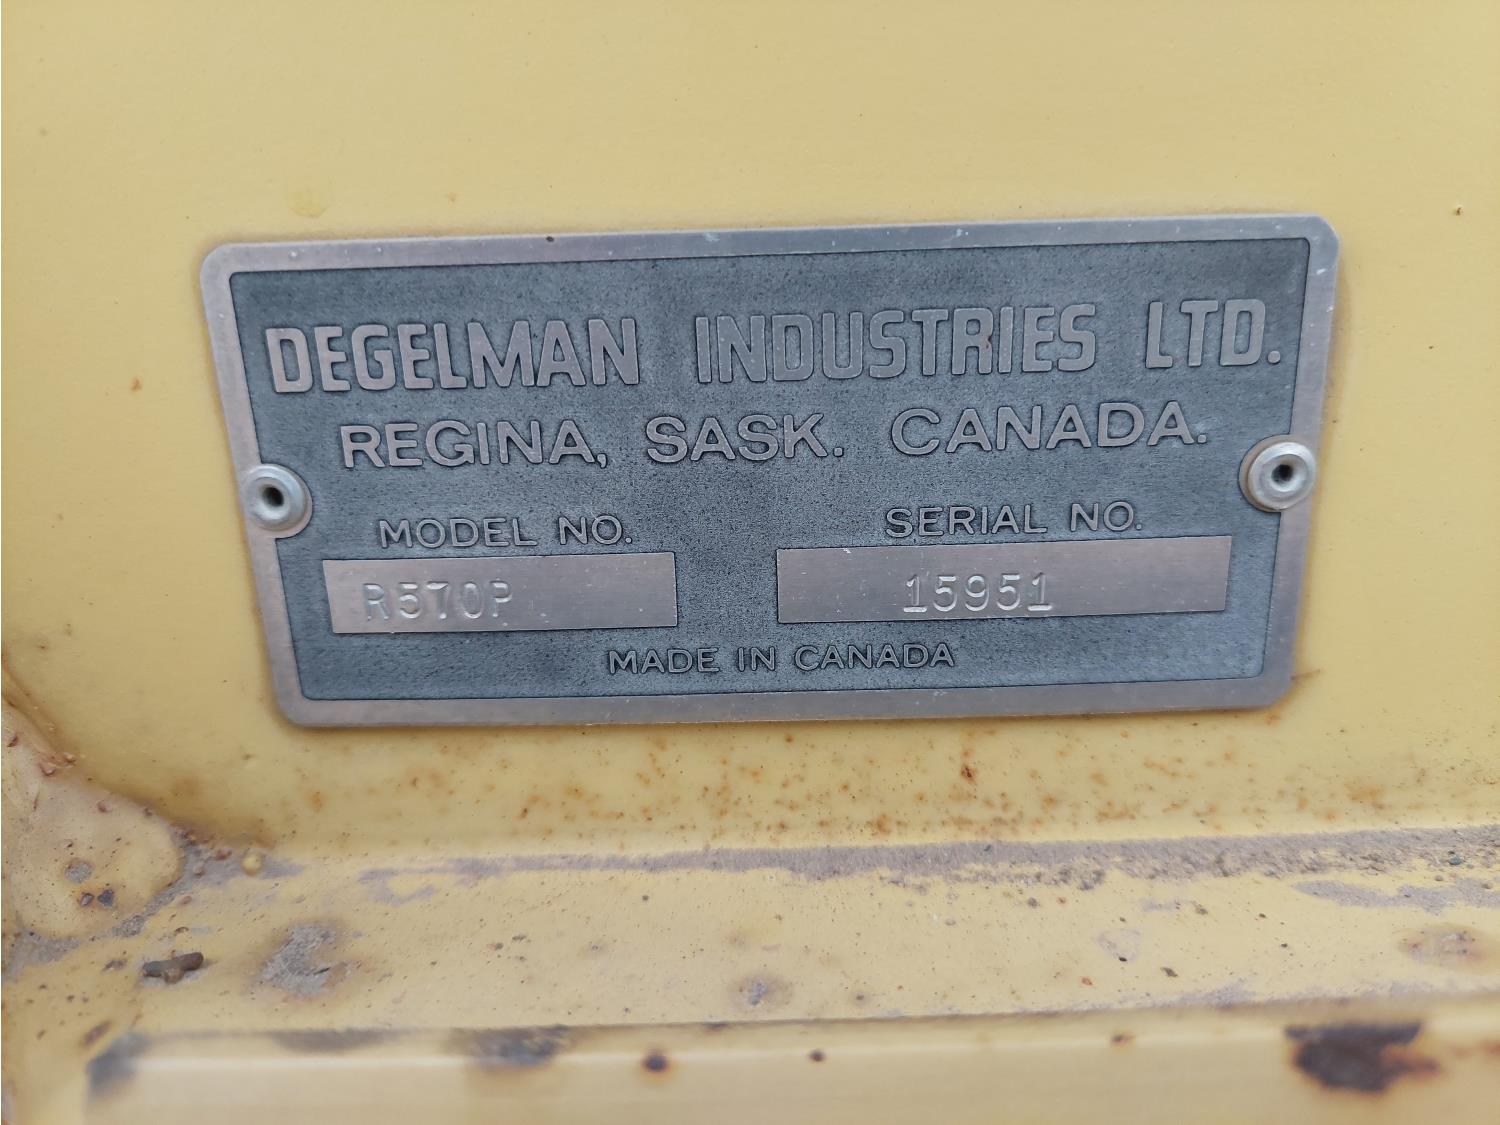 DEGELMAN INDUSTRIES LTD.
REGINA, SASK. CANADA.
MODEL NO. SERIAL NO.
R570P 15951
MADE IN CANADA